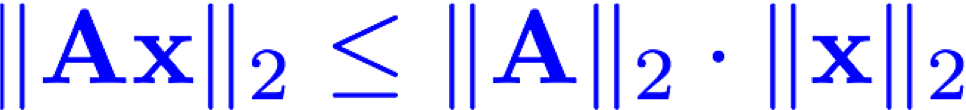 ‖Ax‖₂ ≤ ‖A‖₂ · ‖x‖₂